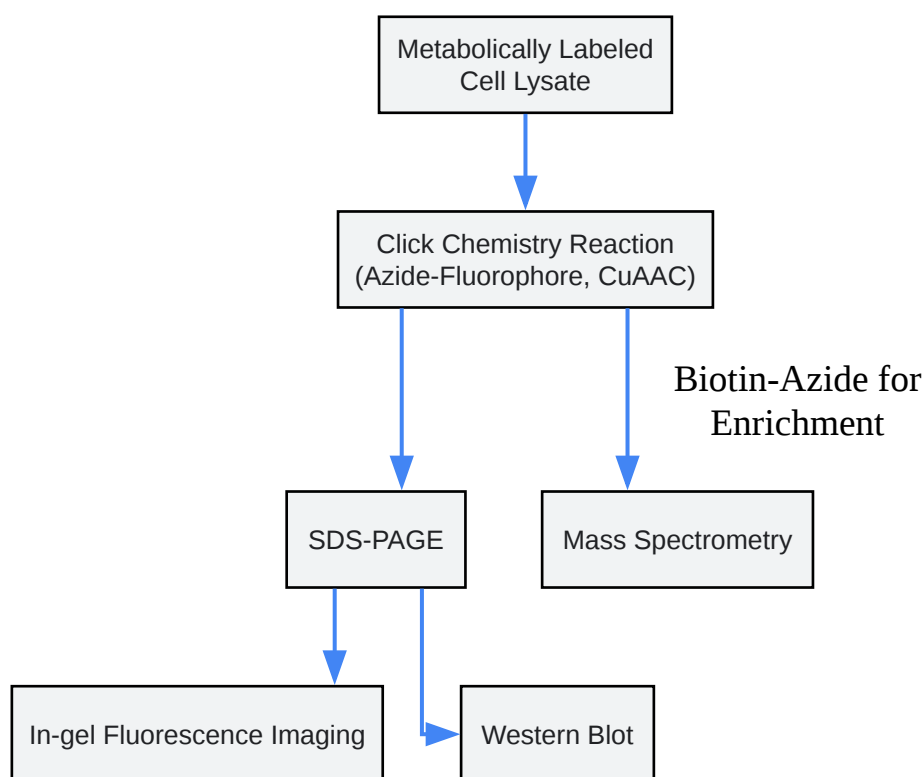 Metabolically Labeled
Cell Lysate
Click Chemistry Reaction
(Azide-Fluorophore, CuAAC)
Biotin-Azide for
Enrichment
SDS-PAGE
Mass Spectrometry
In-gel Fluorescence Imaging
Western Blot